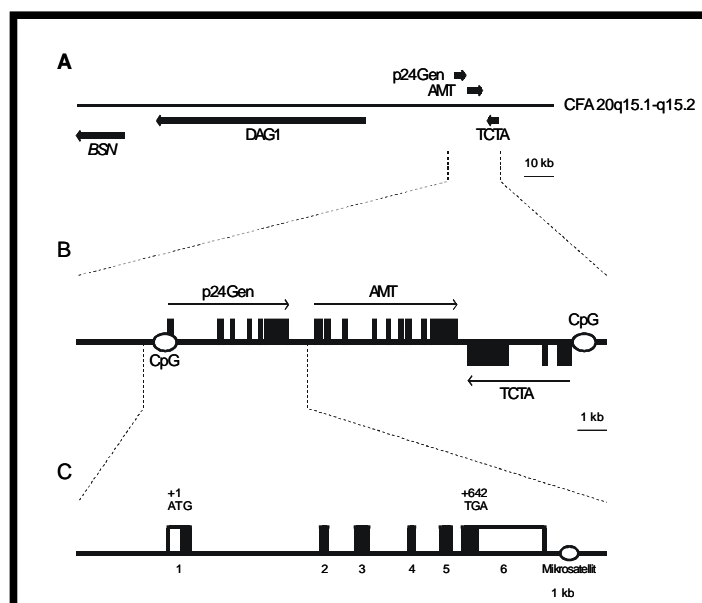 A
p24Gen
AMT
CFA 20q15.1-q15.2
DAG1
TCTA
BSN
10 kb
B
p24Gen
AMT
CpG
CpG
TCTA
1 kb
C
+1
ATG
+642
TGA
1 2 3 4 5 6 Mikrosatellit
1 kb